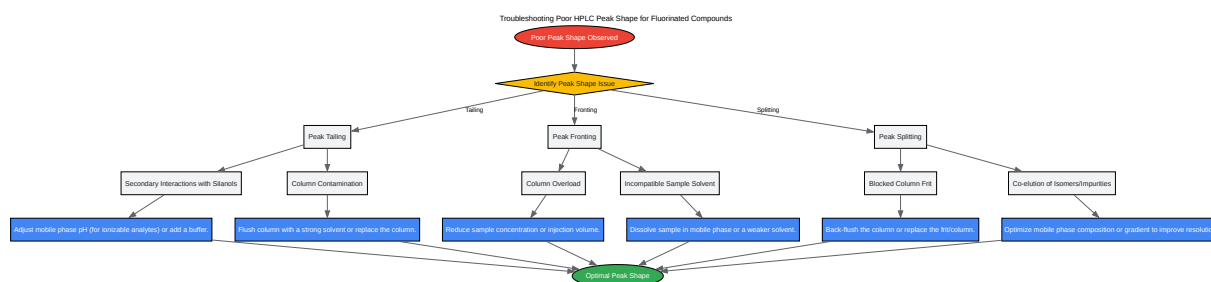 Troubleshooting Poor HPLC Peak Shape for Fluorinated Compounds
Poor Peak Shape Observed
Identify Peak Shape Issue
Tailing
Fronting
Splitting
Peak Tailing
Peak Fronting
Peak Splitting
Secondary Interactions with Silanols
Column Contamination
Column Overload
Incompatible Sample Solvent
Blocked Column Frit
Co-elution of Isomers/Impurities
Adjust mobile phase pH (for ionizable analytes) or add a buffer.
Flush column with a strong solvent or replace the column.
Reduce sample concentration or injection volume.
Dissolve sample in mobile phase or a weaker solvent.
Back-flush the column or replace the frit/column.
Optimize mobile phase composition or gradient to improve
Optimal Peak Shape